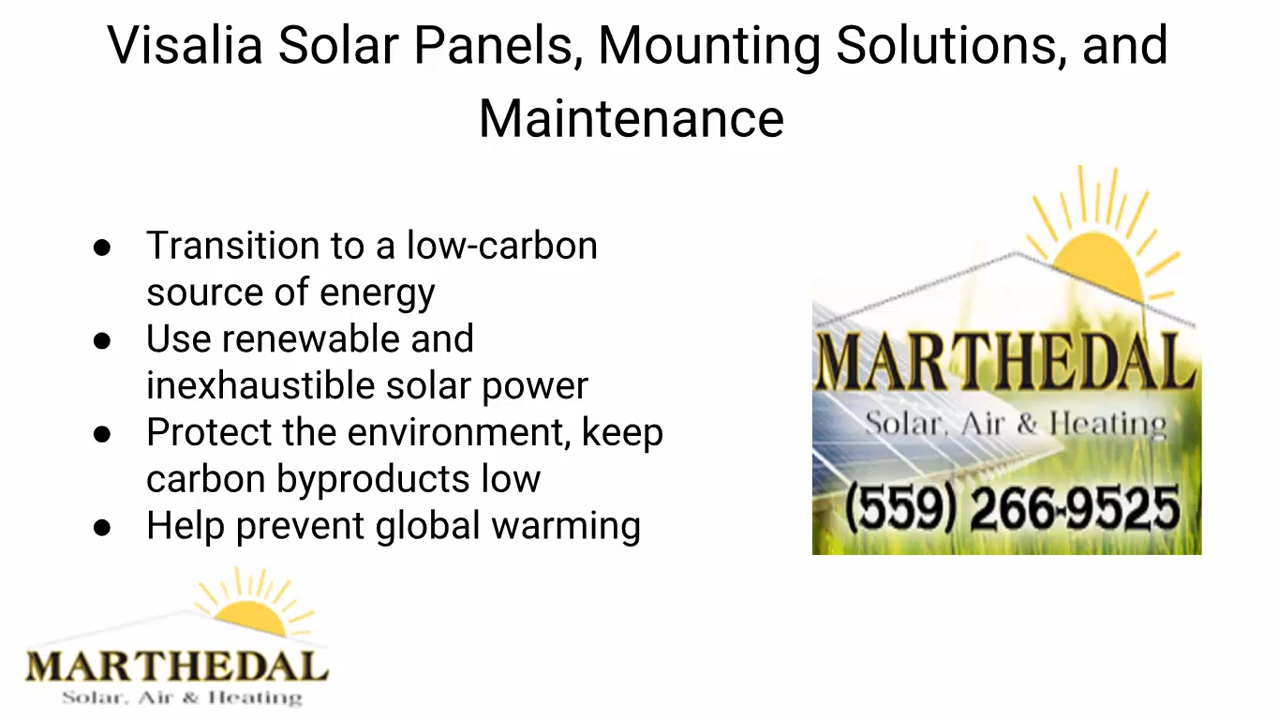 Visalia Solar Panels, Mounting Solutions, and
Maintenance
● Transition to a low-carbon
source of energy
● Use renewable and
inexhaustible solar power
● Protect the environment, keep
carbon byproducts low
● Help prevent global warming
MARTHEDAL
Solar, Air & Heating
(559) 266-9525
MARTHEDAL
Solar, Air & Heating